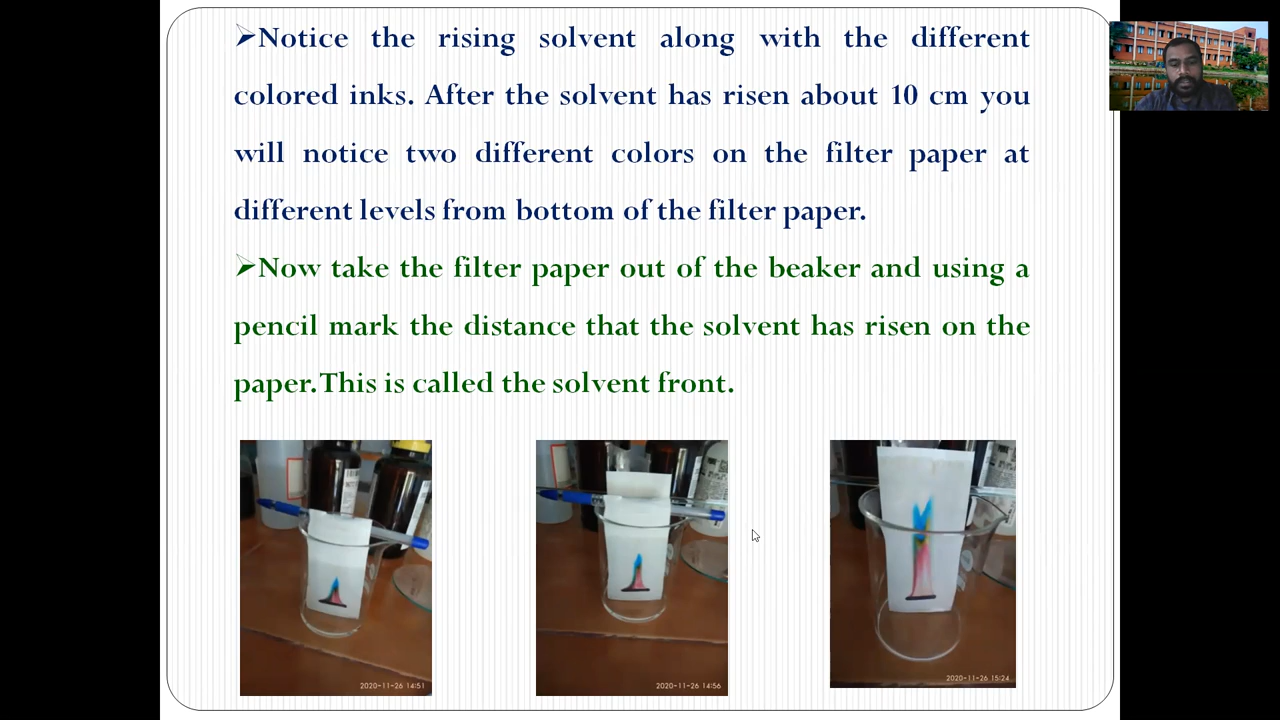 ➢Notice the rising solvent along with the different
colored inks. After the solvent has risen about 10 cm you
will notice two different colors on the filter paper at
different levels from bottom of the filter paper.
➢Now take the filter paper out of the beaker and using a
pencil mark the distance that the solvent has risen on the
paper. This is called the solvent front.
2020-11-26 14:51
2020-11-26 14:56
2020-11-26 15:24